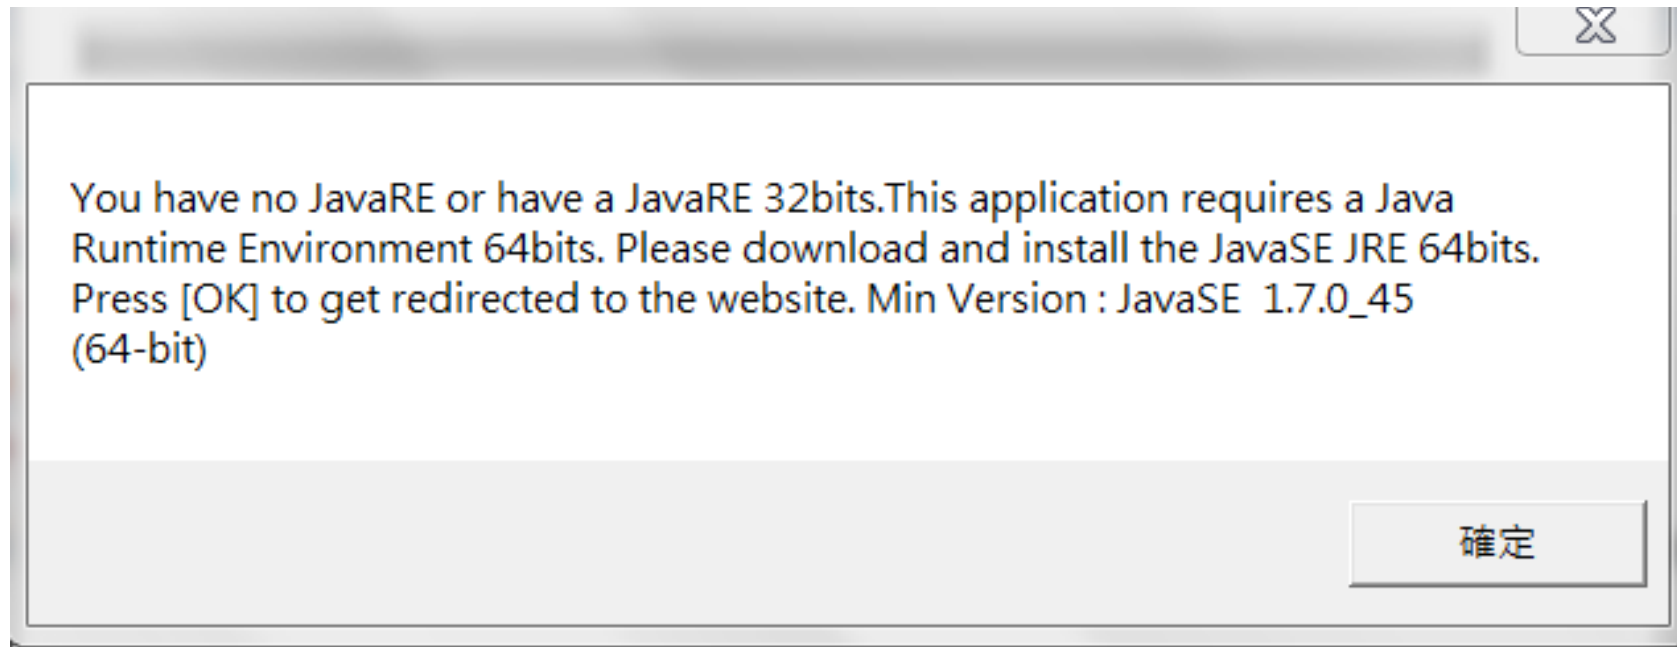 You have no JavaRE or have a JavaRE 32bits.This application requires a Java
Runtime Environment 64bits. Please download and install the JavaSE JRE 64bits.
Press [OK] to get redirected to the website. Min Version : JavaSE  1.7.0_45
(64-bit)
確定